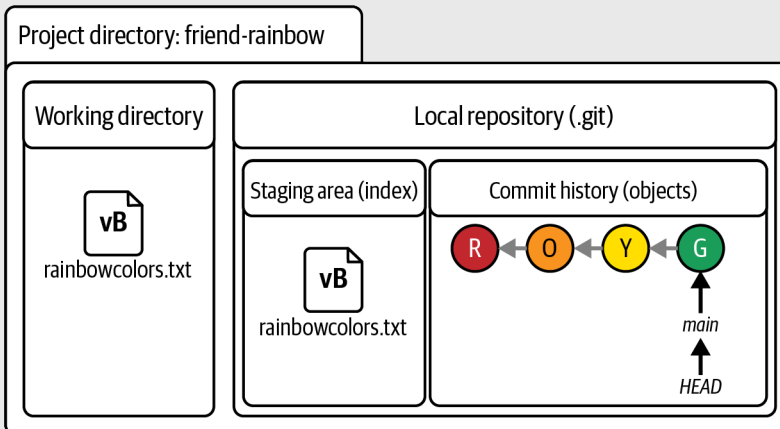 Project directory: friend-rainbow
Working directory
Local repository (.git)
vB
rainbowcolors.txt
Staging area (index)
vB
rainbowcolors.txt
Commit history (objects)
R
O
Y
G
main
HEAD